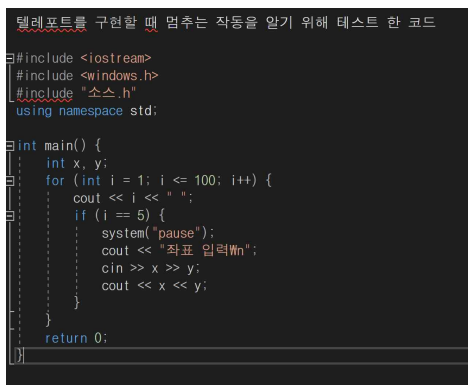 텔레포트를 구현할 때 멈추는 작동을 알기 위해 테스트 한 코드
#include <iostream>
#include <windows.h>
#include "소스.h"
using namespace std;
int main() {
int x, y;
for (int i = 1; i <= 100; i++) {
cout << i << " ";
if (i == 5) {
system("pause");
cout << "좌표 입력₩n";
cin >> x >> y;
cout << x << y;
}
}
return 0;
}